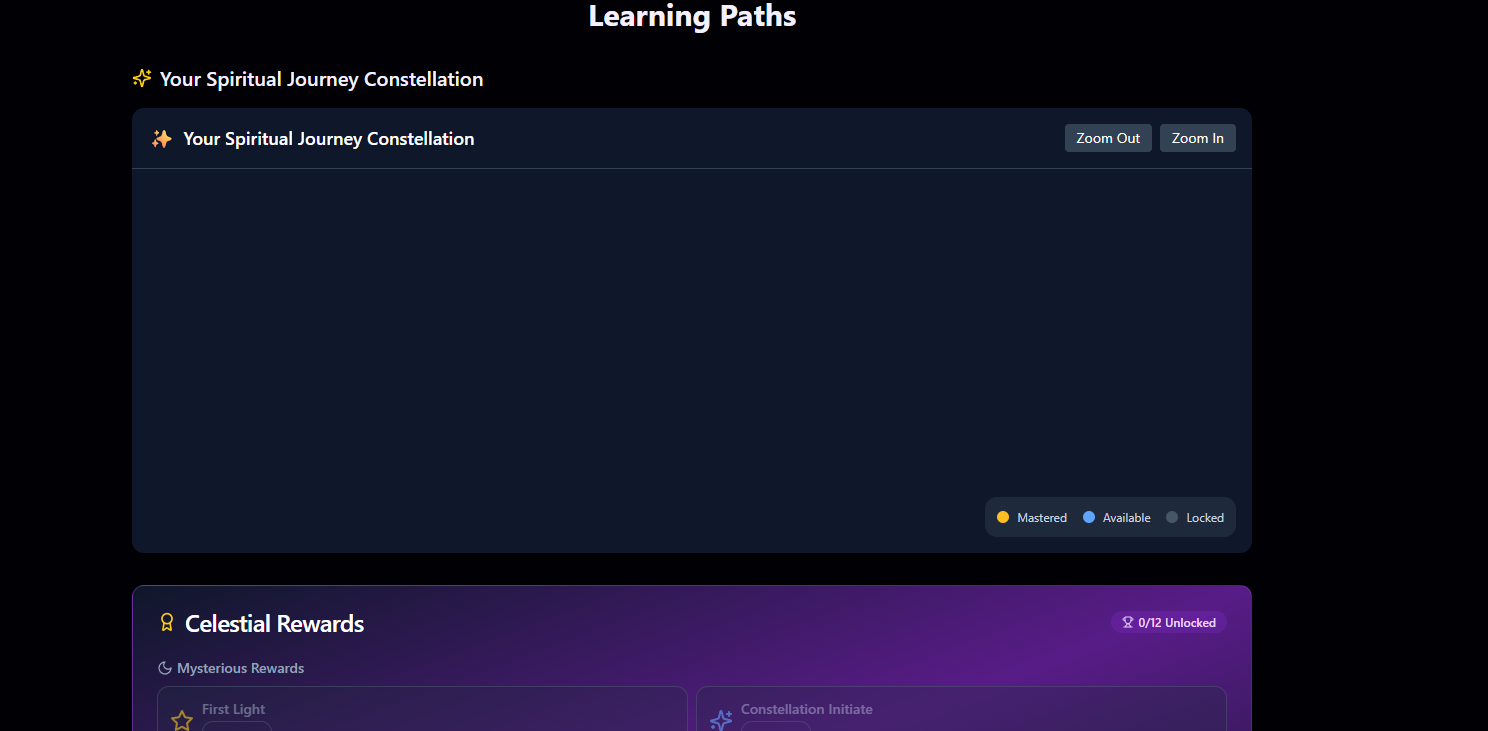 Learning Paths
Your Spiritual Journey Constellation
Your Spiritual Journey Constellation
Zoom Out
Zoom In
Mastered
Available
Locked
Celestial Rewards
0/12 Unlocked
Mysterious Rewards
First Light
Constellation Initiate